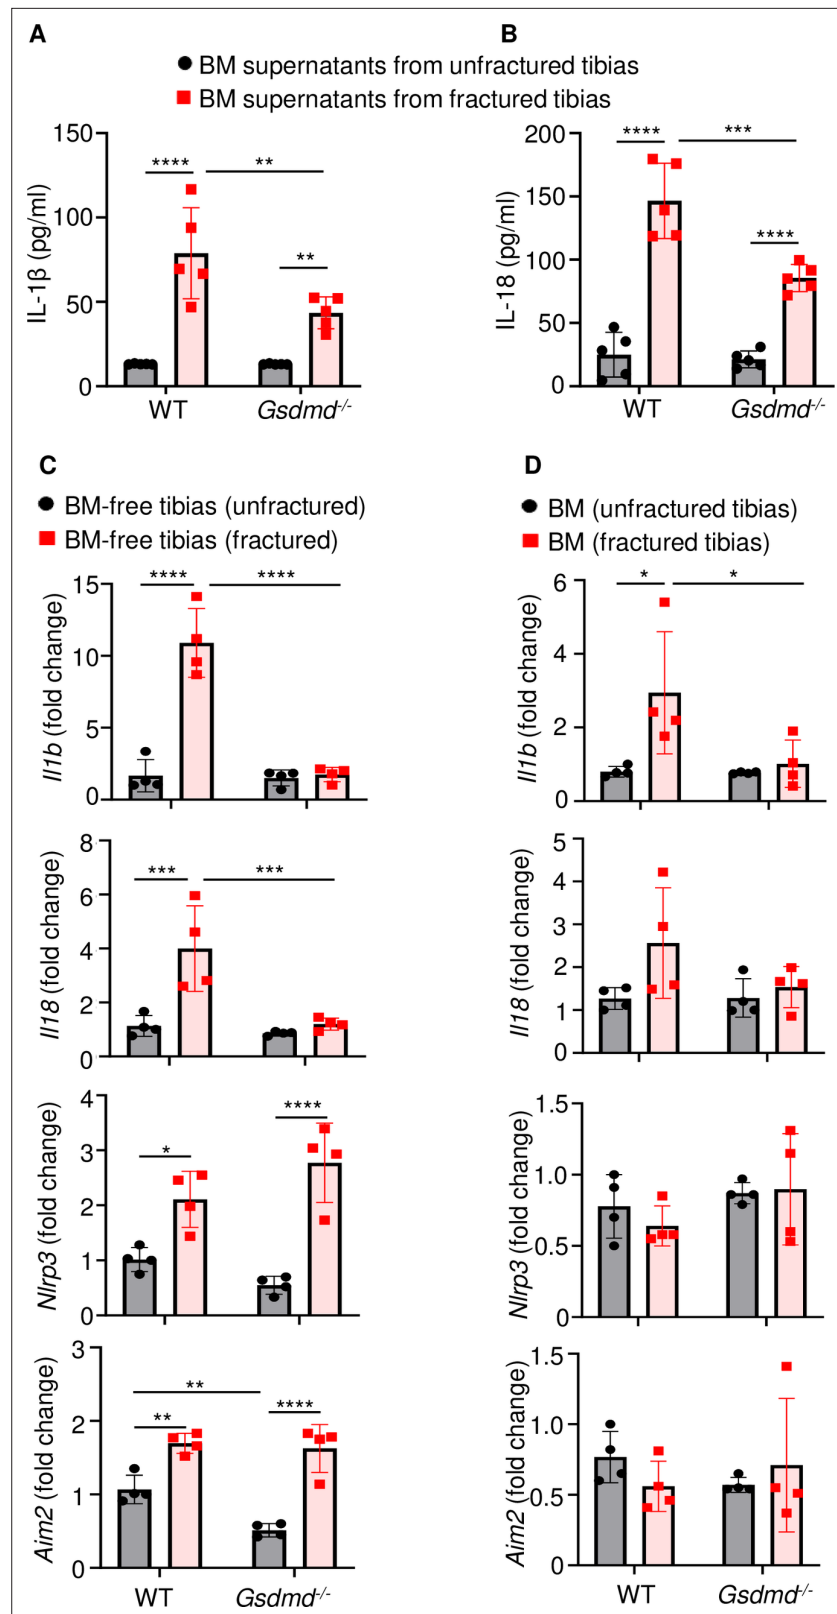 A
B
BM supernatants from unfractured tibias
BM supernatants from fractured tibias
IL-1β (pg/ml)
150
100
50
0
****
**
**
WT
Gsdmd-/-
IL-18 (pg/ml)
200
150
100
50
0
****
***
****
WT
Gsdmd-/-
C
BM-free tibias (unfractured)
BM-free tibias (fractured)
Il1b (fold change)
15
10
5
0
****
****
Il18 (fold change)
8
6
4
2
0
***
***
Nlrp3 (fold change)
4
3
2
1
0
*
****
Aim2 (fold change)
3
2
1
0
**
**
****
WT
Gsdmd-/-
D
BM (unfractured tibias)
BM (fractured tibias)
Il1b (fold change)
6
4
2
0
*
*
Il18 (fold change)
5
4
3
2
1
0
Nlrp3 (fold change)
1.5
1.0
0.5
0
Aim2 (fold change)
1.5
1.0
0.5
0
WT
Gsdmd-/-